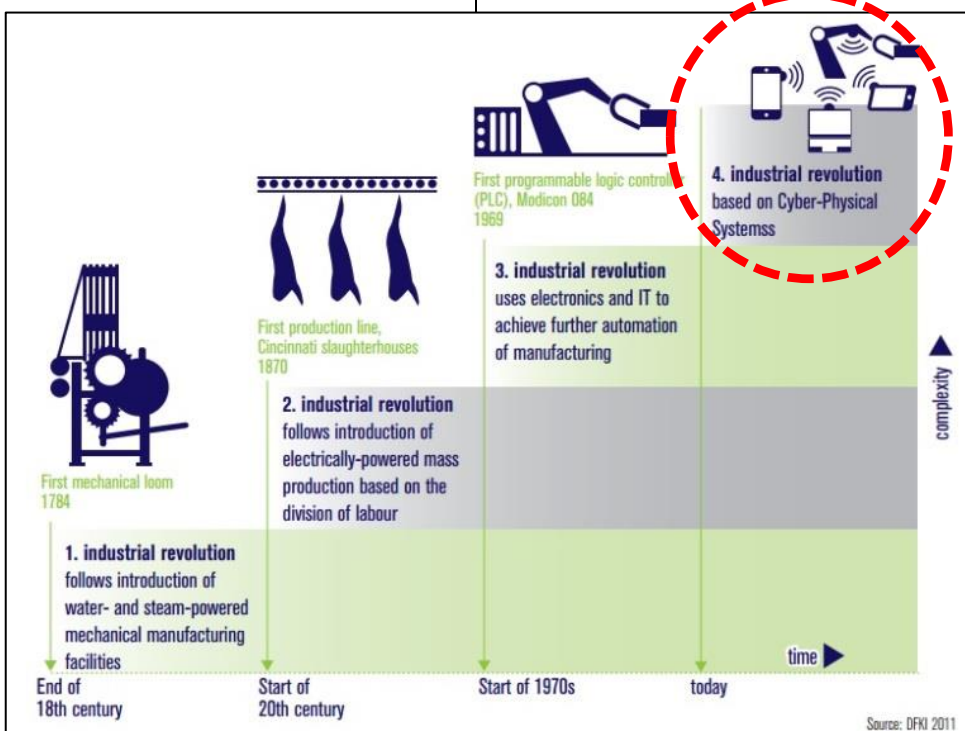 4. industrial revolution
based on Cyber-Physical
Systemss
First programmable logic controller
(PLC), Modicon 084
1969
3. industrial revolution
uses electronics and IT to
achieve further automation
of manufacturing
First production line,
Cincinnati slaughterhouses
1870
2. industrial revolution
follows introduction of
electrically-powered mass
production based on the
division of labour
First mechanical loom
1784
1. industrial revolution
follows introduction of
water- and steam-powered
mechanical manufacturing
facilities
complexity
time
End of
18th century
Start of
20th century
Start of 1970s
today
Source: DFKI 2011